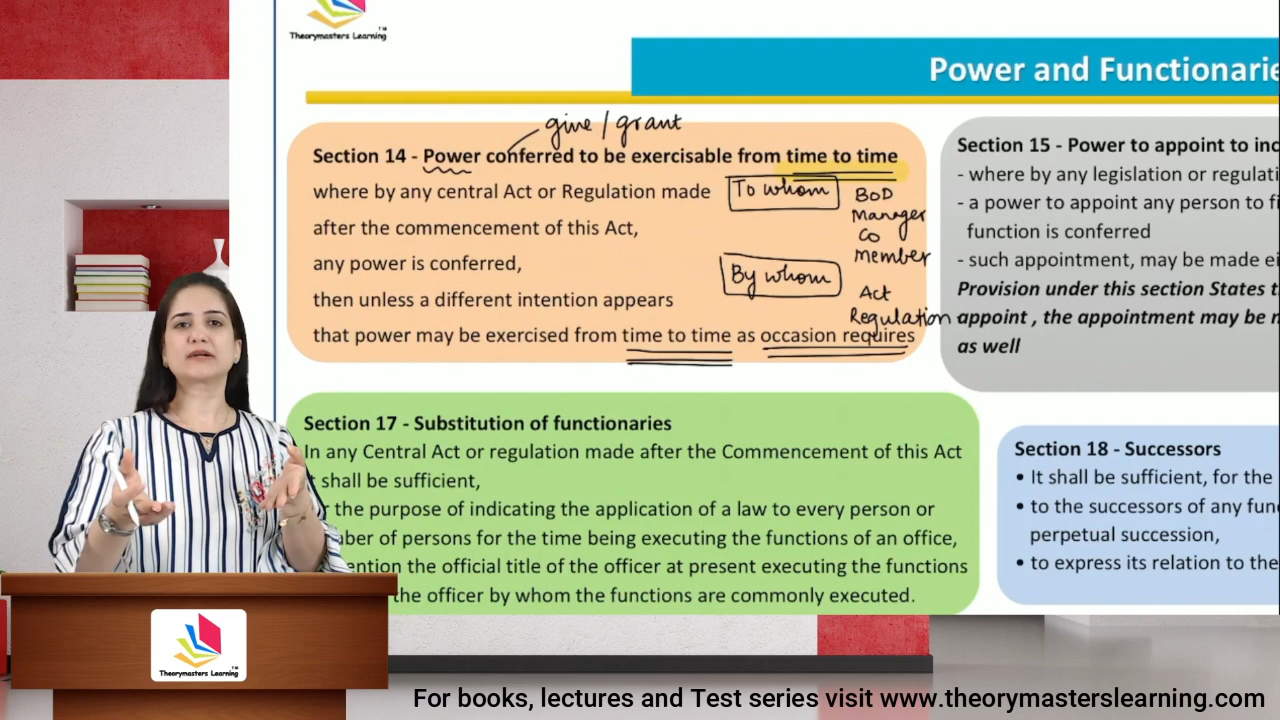 Theorymasters Learning TM
Power and Functionarie
give / grant
Section 14 - Power conferred to be exercisable from time to time
where by any central Act or Regulation made
after the commencement of this Act,
any power is conferred,
then unless a different intention appears
that power may be exercised from time to time as occasion requires
To whom
BoD
Manager
Co
member
By whom
Act
Regulation
Section 15 - Power to appoint to inc
- where by any legislation or regulati
- a power to appoint any person to fi
function is conferred
- such appointment, may be made ei
Provision under this section States t
appoint , the appointment may be m
as well
Section 17 - Substitution of functionaries
In any Central Act or regulation made after the Commencement of this Act
shall be sufficient,
the purpose of indicating the application of a law to every person or
ber of persons for the time being executing the functions of an office,
ention the official title of the officer at present executing the functions
the officer by whom the functions are commonly executed.
Section 18 - Successors
• It shall be sufficient, for the
• to the successors of any fun
perpetual succession,
• to express its relation to the
Theorymasters Learning TM
For books, lectures and Test series visit www.theorymasterslearning.com